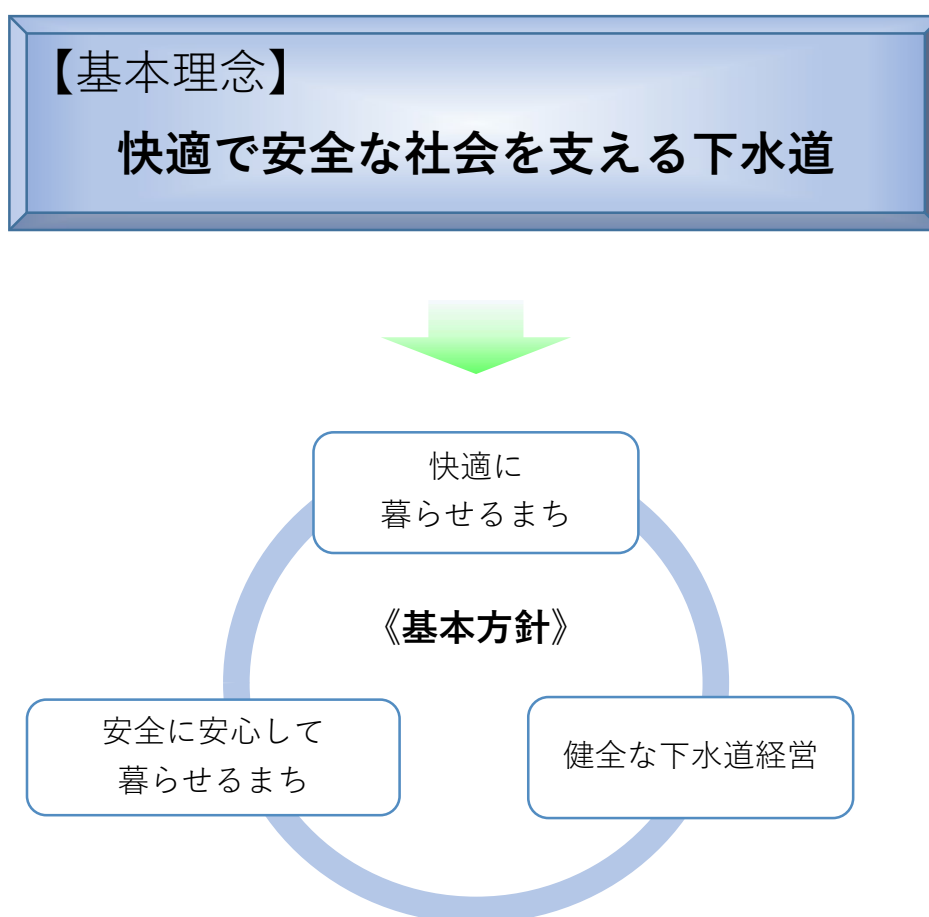 【基本理念】
快適で安全な社会を支える下水道
快適に
暮らせるまち
《基本方針》
安全に安心して
暮らせるまち
健全な下水道経営